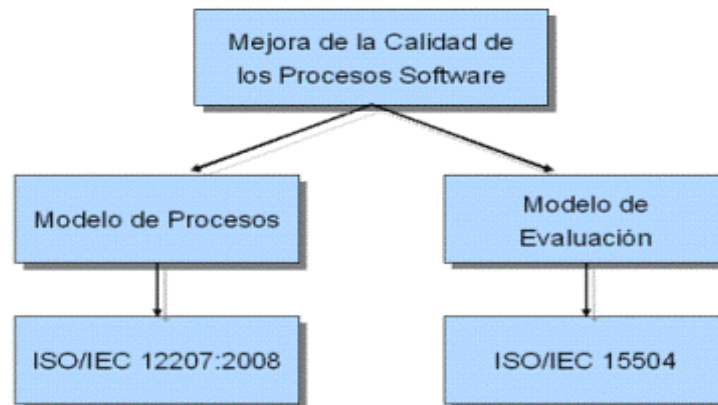 Mejora de la Calidad de
los Procesos Software
Modelo de Procesos
Modelo de
Evaluación
ISO/IEC 12207:2008
ISO/IEC 15504